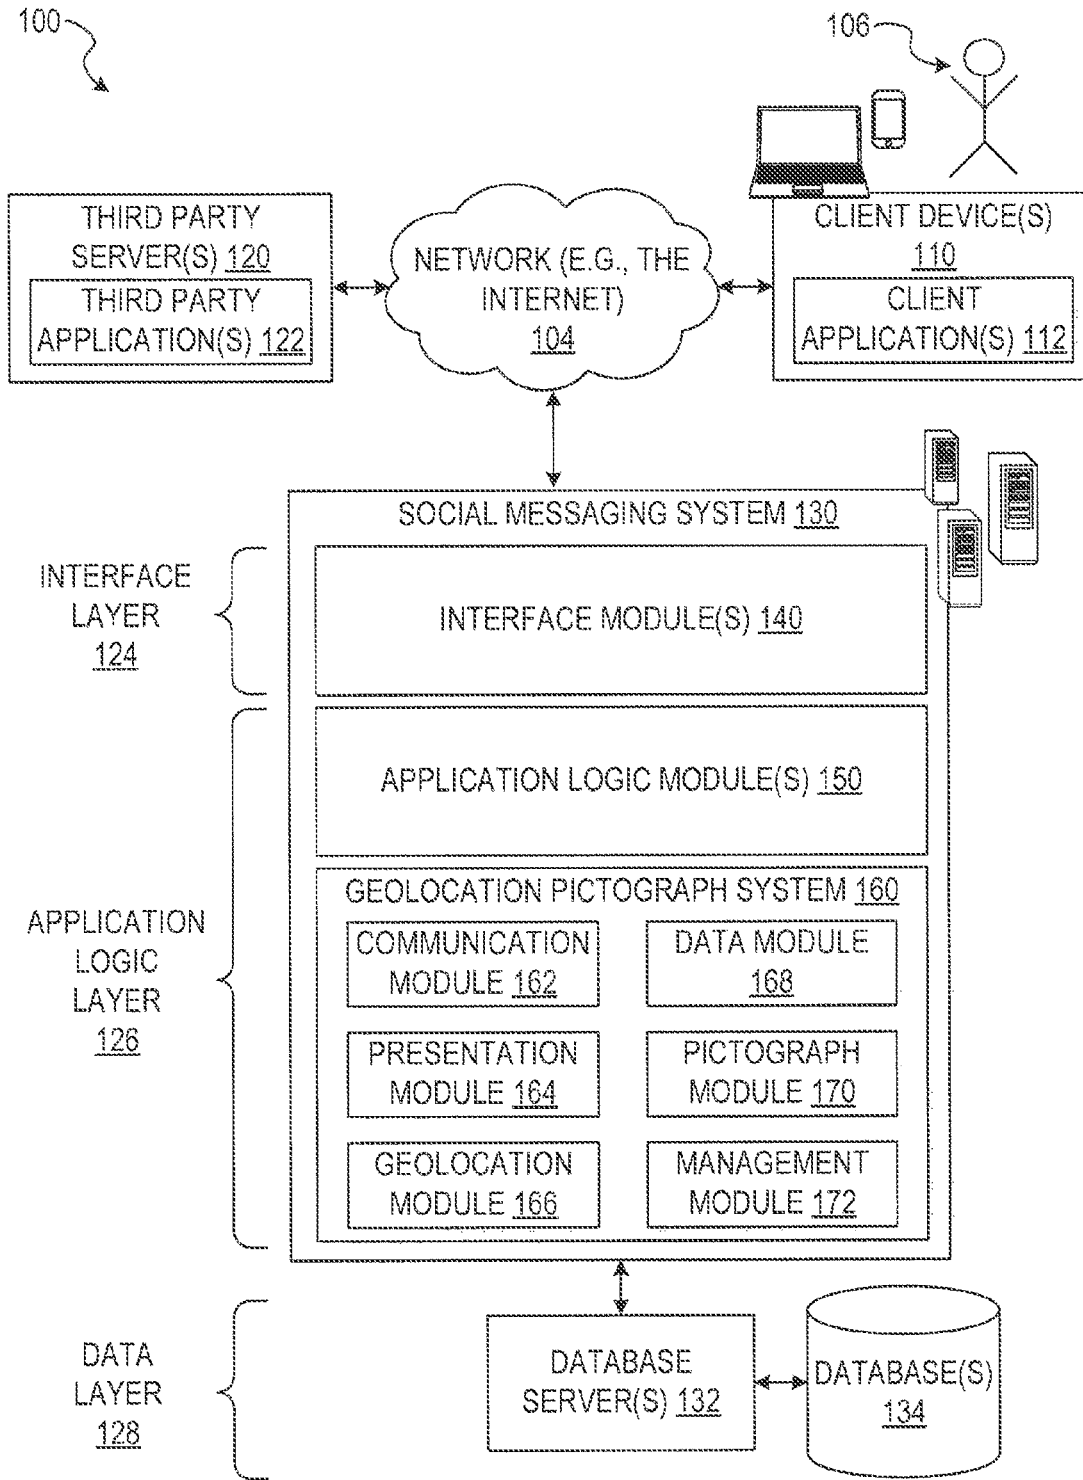 100
106
THIRD PARTY
SERVER(S) 120
THIRD PARTY
APPLICATION(S) 122
NETWORK (E.G., THE
INTERNET)
104
CLIENT DEVICE(S)
110
CLIENT
APPLICATION(S) 112
SOCIAL MESSAGING SYSTEM 130
INTERFACE
LAYER
124
INTERFACE MODULE(S) 140
APPLICATION LOGIC MODULE(S) 150
APPLICATION
LOGIC
LAYER
126
GEOLOCATION PICTOGRAPH SYSTEM 160
COMMUNICATION
MODULE 162
DATA MODULE
168
PRESENTATION
MODULE 164
PICTOGRAPH
MODULE 170
GEOLOCATION
MODULE 166
MANAGEMENT
MODULE 172
DATA
LAYER
128
DATABASE
SERVER(S) 132
DATABASE(S)
134